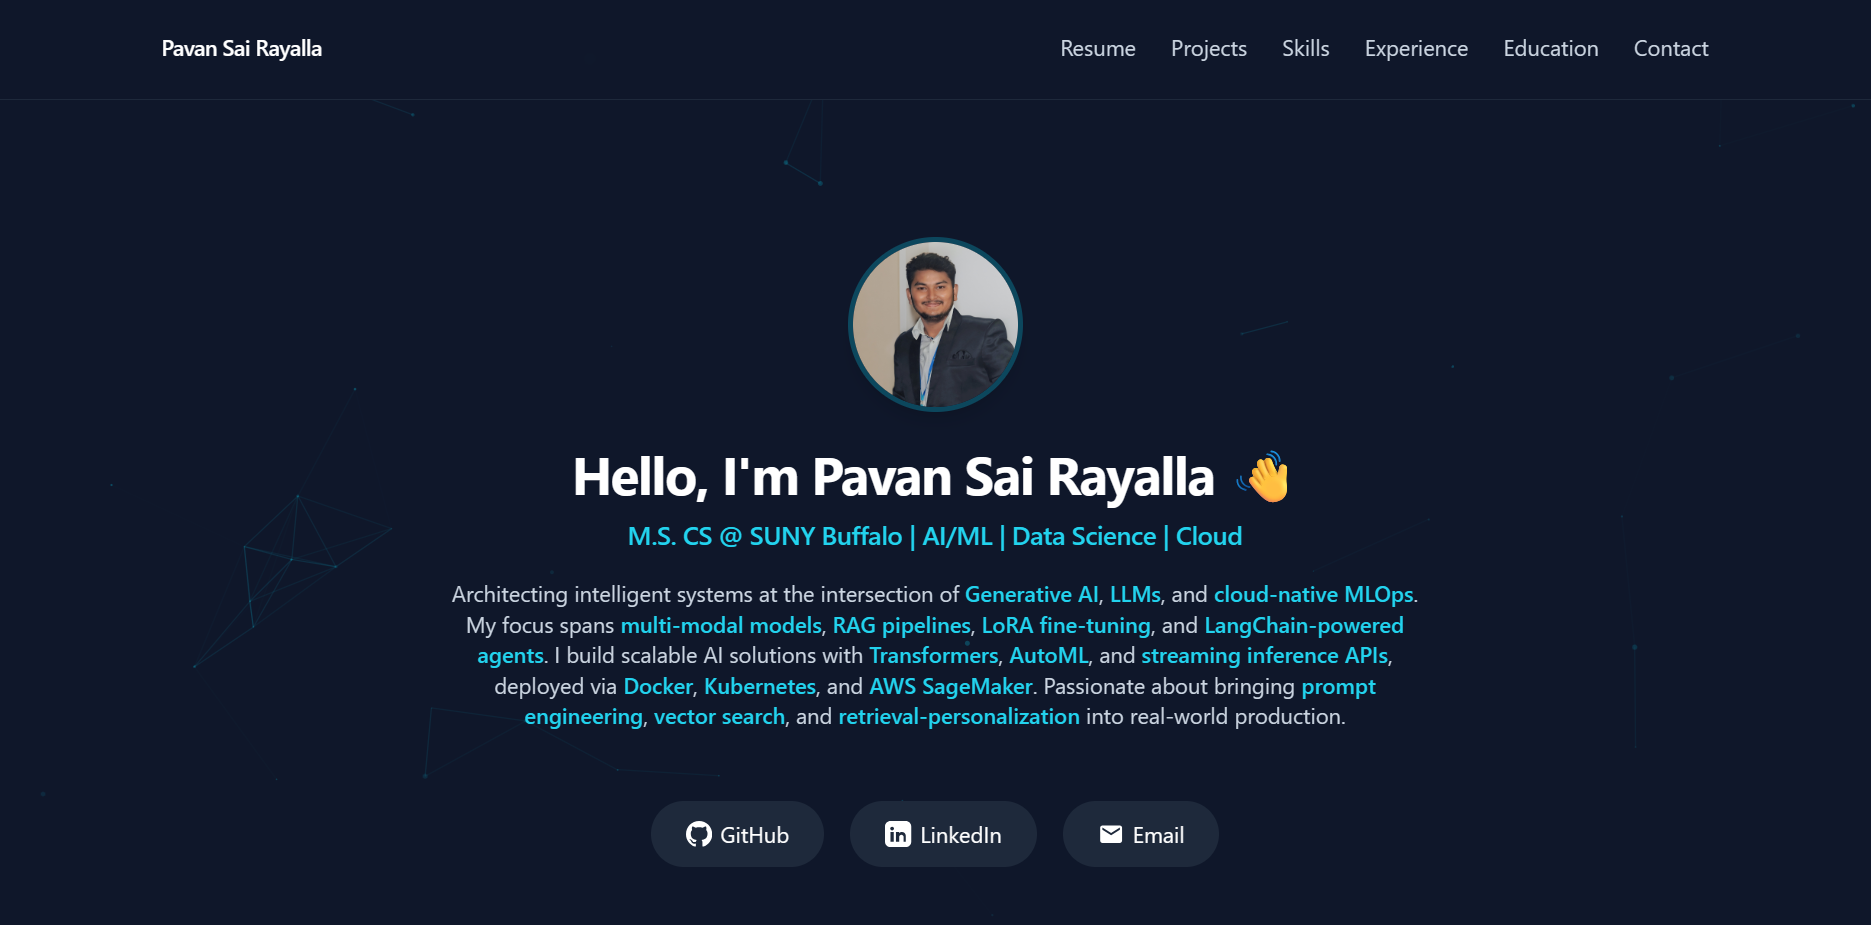 Pavan Sai Rayalla
Resume Projects Skills Experience Education Contact
Hello, I'm Pavan Sai Rayalla 👋
M.S. CS @ SUNY Buffalo | AI/ML | Data Science | Cloud
Architecting intelligent systems at the intersection of Generative AI, LLMs, and cloud-native MLOps.
My focus spans multi-modal models, RAG pipelines, LoRA fine-tuning, and LangChain-powered
agents. I build scalable AI solutions with Transformers, AutoML, and streaming inference APIs,
deployed via Docker, Kubernetes, and AWS SageMaker. Passionate about bringing prompt
engineering, vector search, and retrieval-personalization into real-world production.
GitHub LinkedIn Email